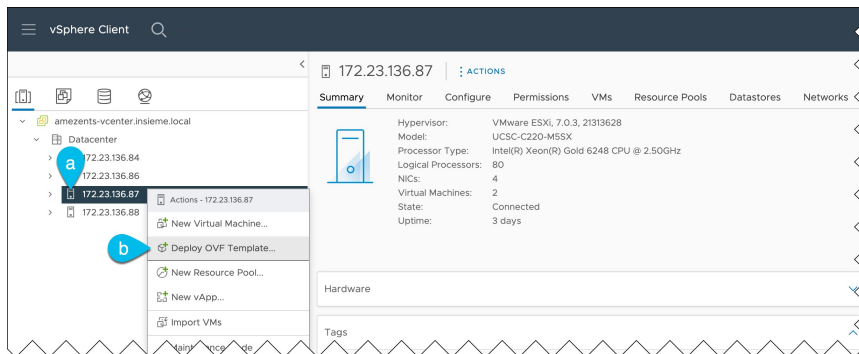 vSphere Client
172.23.136.87
ACTIONS
Summary Monitor Configure Permissions VMs Resource Pools Datastores Networks
amezents-vcenter.insieme.local
Datacenter
172.23.136.84
172.23.136.86
172.23.136.87
172.23.136.88
a
b
Actions - 172.23.136.87
New Virtual Machine...
Deploy OVF Template...
New Resource Pool...
New vApp...
Import VMs
Hypervisor: VMware ESXi, 7.0.3, 21313628
Model: UCSC-C220-M5SX
Processor Type: Intel(R) Xeon(R) Gold 6248 CPU @ 2.50GHz
Logical Processors: 80
NICs: 4
Virtual Machines: 2
State: Connected
Uptime: 3 days
Hardware
Tags